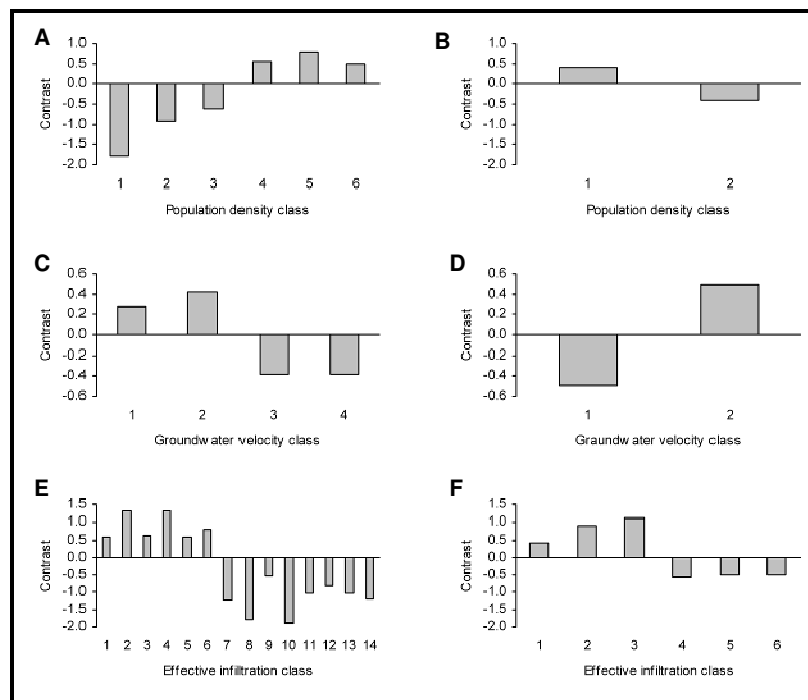 A
1.0
0.5
0.0
-0.5
-1.0
-1.5
-2.0
Contrast
1 2 3 4 5 6
Population density class
B
1.0
0.5
0.0
-0.5
-1.0
-1.5
-2.0
Contrast
1 2
Population density class
C
0.6
0.4
0.2
0.0
-0.2
-0.4
-0.6
Contrast
1 2 3 4
Groundwater velocity class
D
0.6
0.4
0.2
0.0
-0.2
-0.4
-0.6
Contrast
1 2
Graundwater velocity class
E
1.5
1.0
0.5
0.0
-0.5
-1.0
-1.5
-2.0
Contrast
1 2 3 4 5 6 7 8 9 10 11 12 13 14
Effective infiltration class
F
1.5
1.0
0.5
0.0
-0.5
-1.0
-1.5
-2.0
Contrast
1 2 3 4 5 6
Effective infiltration class